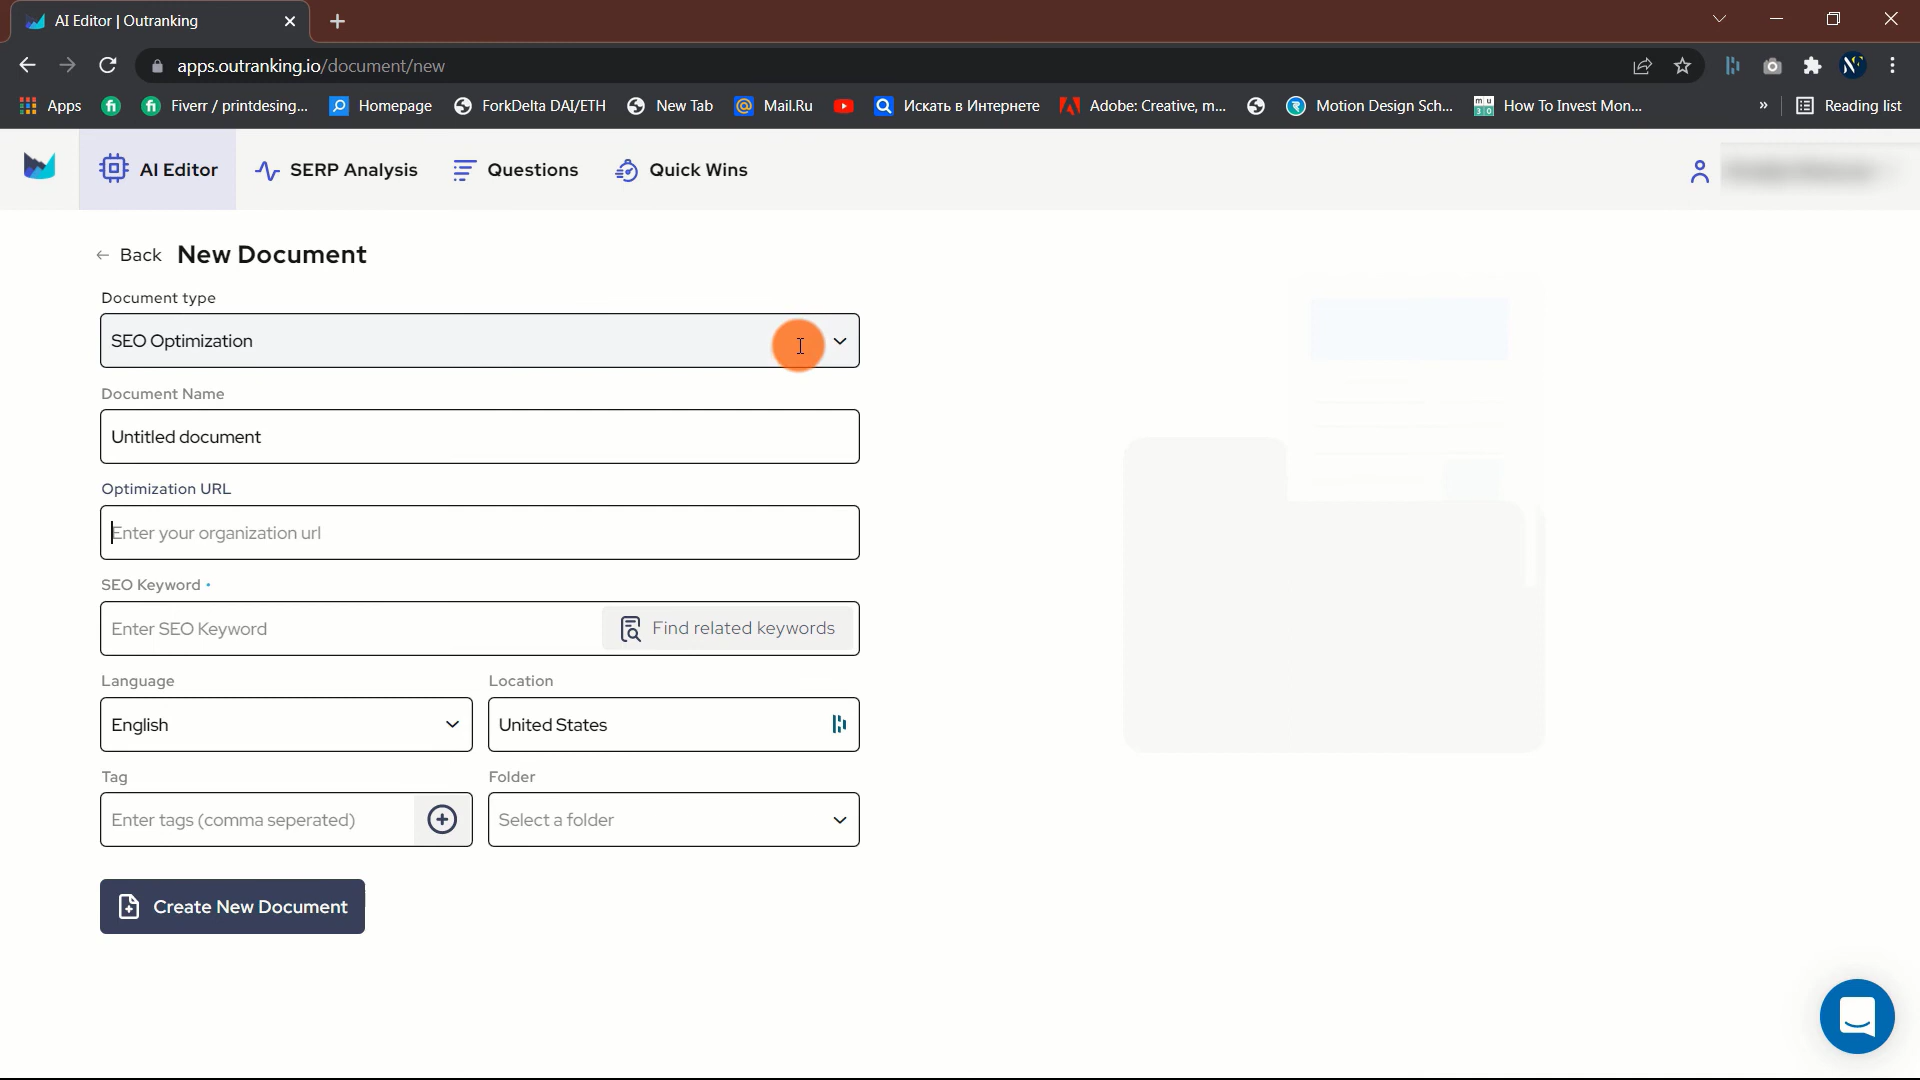 AI Editor | Outranking
apps.outranking.io/document/new
Apps
Fiverr / printdesing...
Homepage
ForkDelta DAI/ETH
New Tab
Mail.Ru
Искать в Интернете
Adobe: Creative, m...
Motion Design Sch...
How To Invest Mon...
»
Reading list
AI Editor
SERP Analysis
Questions
Quick Wins
Back
New Document
Document type
SEO Optimization
Document Name
Untitled document
Optimization URL
Enter your organization url
SEO Keyword •
Enter SEO Keyword
Find related keywords
Language
Location
English
United States
Tag
Folder
Enter tags (comma seperated)
Select a folder
Create New Document